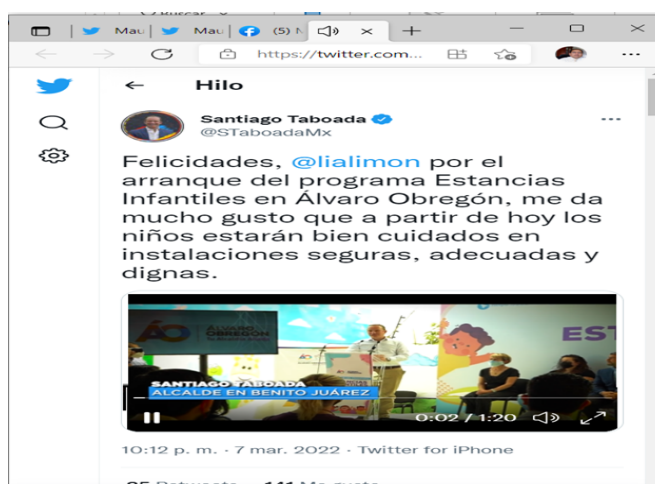 Mau
Mau
(5) N
https://twitter.com...
Hilo
Santiago Taboada
@STaboadaMx
Felicidades, @lialimon por el
arranque del programa Estancias
Infantiles en Álvaro Obregón, me da
mucho gusto que a partir de hoy los
niños estarán bien cuidados en
instalaciones seguras, adecuadas y
dignas.
ÁO
ÁLVARO
OBREGÓN
EST
SANTIAGO TABOADA
ALCALDE EN BENITO JUÁREZ
0:02 / 1:20
10:12 p. m. · 7 mar. 2022 · Twitter for iPhone